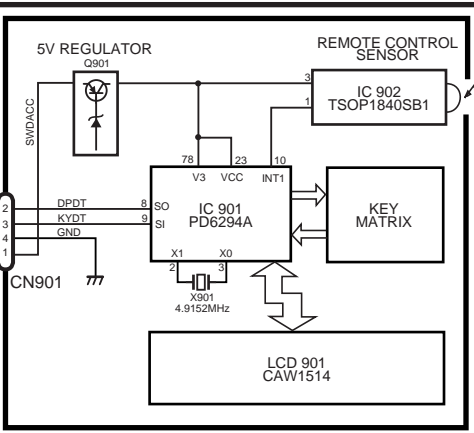 5V REGULATOR
Q901
REMOTE CONTROL
SENSOR
SWDACC
3
IC 902
TSOP1840SB1
1
78
23
10
V3
VCC
INT1
2
DPDT
8
SO
IC 901
PD6294A
KEY
MATRIX
3
KYDT
9
SI
4
GND
1
X1
X0
2
3
CN901
X901
4.9152MHz
LCD 901
CAW1514